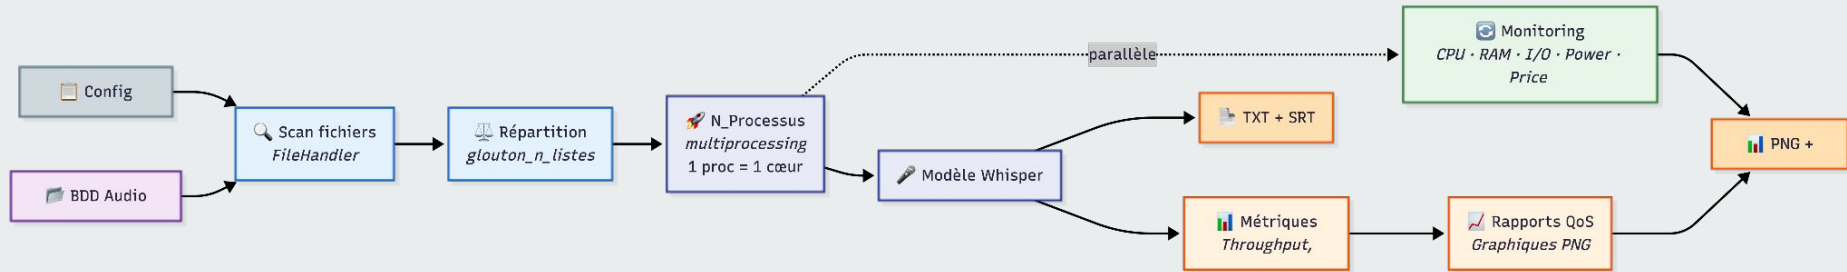 Config
BDD Audio
Scan fichiers
FileHandler
Répartition
glouton_n_listes
N_Processus
multiprocessing
1 proc = 1 cœur
parallèle
Modèle Whisper
TXT + SRT
Métriques
Throughput,
Rapports QoS
Graphiques PNG
Monitoring
CPU · RAM · I/O · Power ·
Price
PNG +